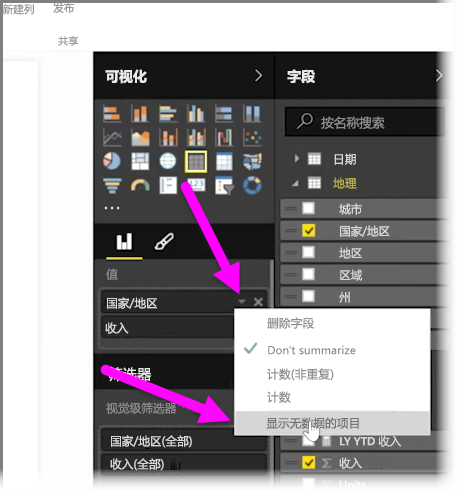 新建列
发布
共享
可视化
字段
按名称搜索
日期
地理
城市
国家/地区
地区
区域
州
值
国家/地区
收入
删除字段
Don't summarize
计数(非重复)
计数
显示无数据的项目
筛选器
视觉级筛选器
国家/地区(全部)
收入(全部)
LY YTD 收入
收入
Units